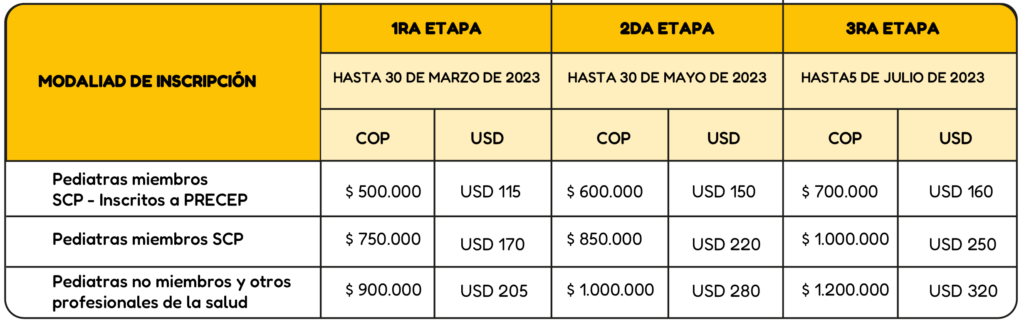 1RA ETAPA 2DA ETAPA 3RA ETAPA
MODALIAD DE INSCRIPCIÓN
HASTA 30 DE MARZO DE 2023 HASTA 30 DE MAYO DE 2023 HASTA5 DE JULIO DE 2023
COP USD COP USD COP USD
Pediatras miembros
SCP - Inscritos a PRECEP
$ 500.000 USD 115 $ 600.000 USD 150 $ 700.000 USD 160
Pediatras miembros SCP $ 750.000 USD 170 $ 850.000 USD 220 $ 1.000.000 USD 250
Pediatras no miembros y otros
profesionales de la salud
$ 900.000 USD 205 $ 1.000.000 USD 280 $ 1.200.000 USD 320